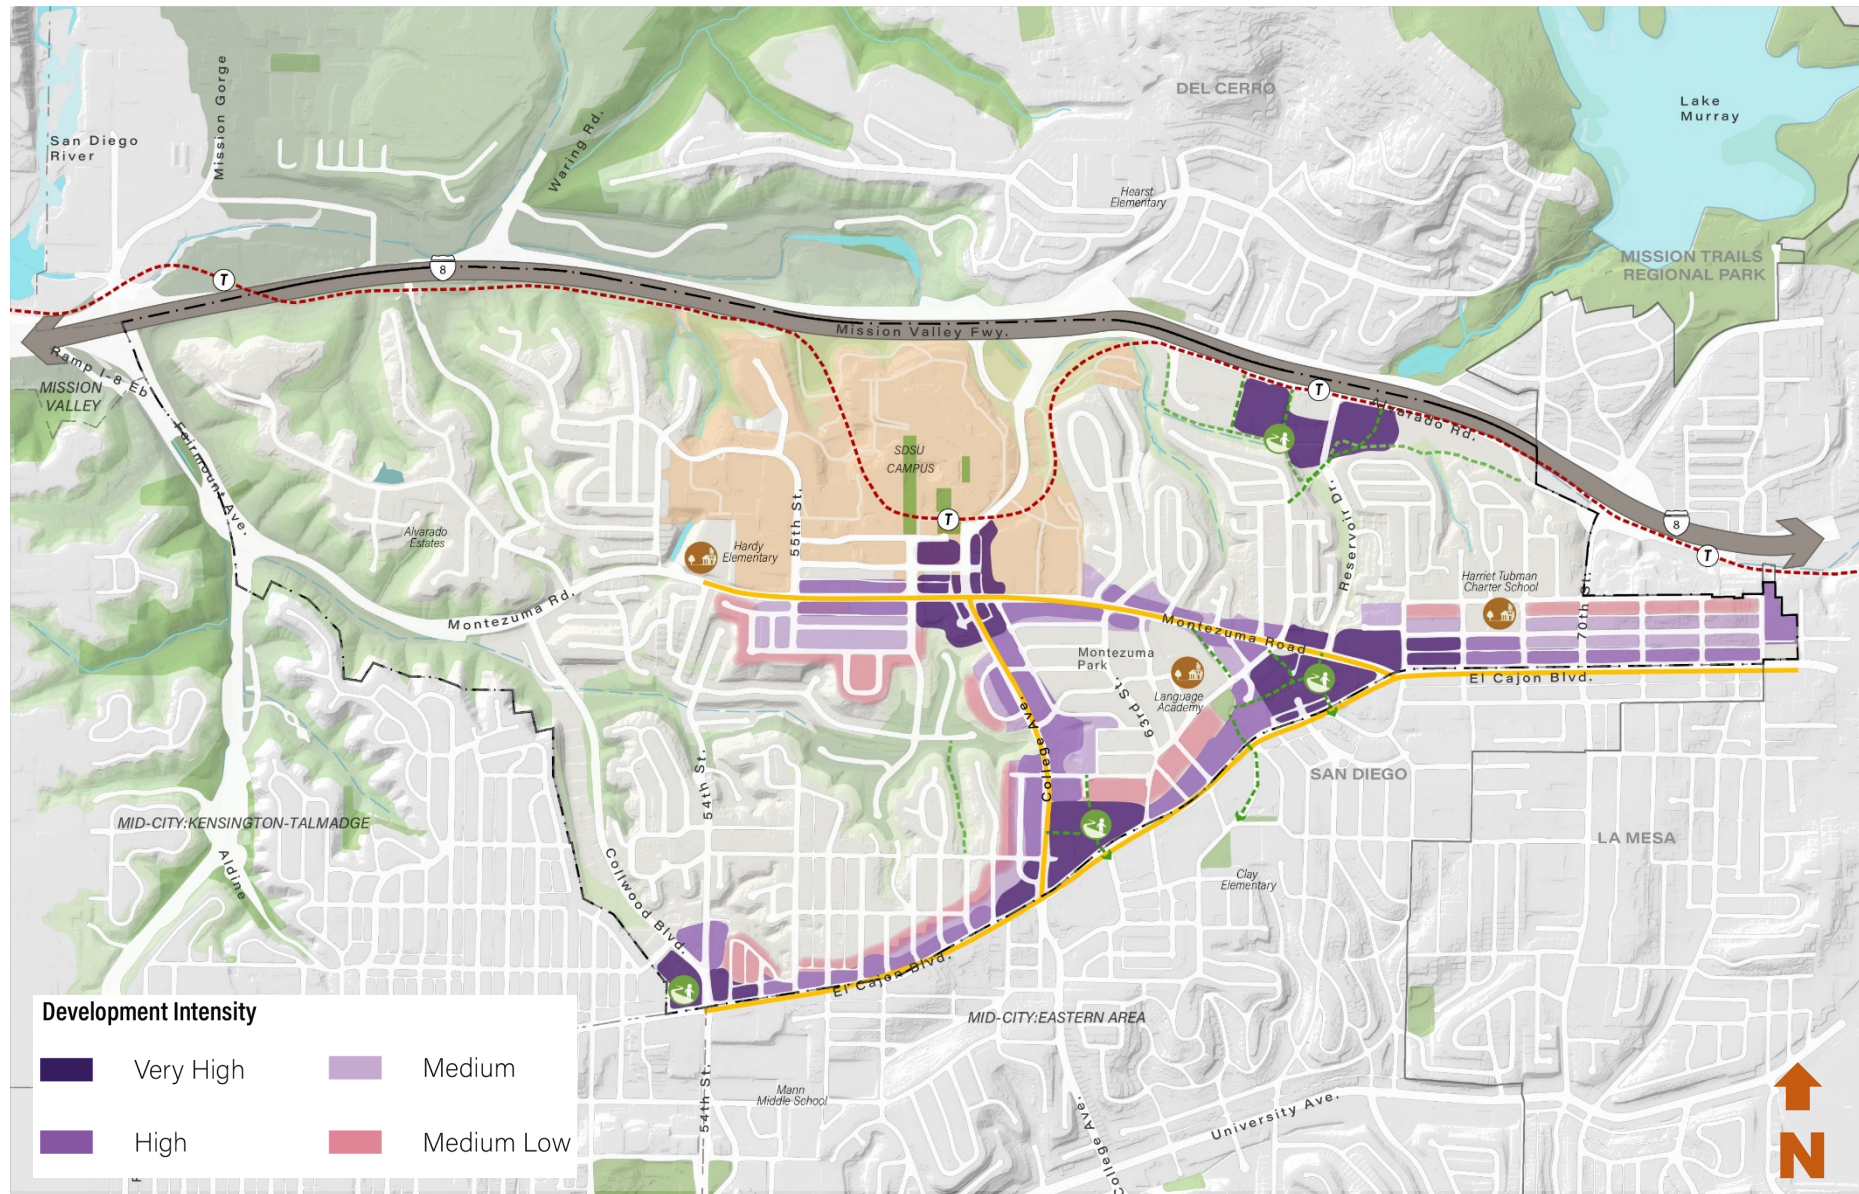 DEL CERRO
Lake
Murray
San Diego
River
Mission Gorge
Waring Rd.
Hearst
Elementary
MISSION TRAILS
REGIONAL PARK
T
8
Mission Valley Fwy.
Ramp I-8 Eb
MISSION
VALLEY
T
Alvarado Rd.
Fairmount Ave.
SDSU
CAMPUS
55th St.
Reservoir Dr.
T
8
T
Alvarado
Estates
Hardy
Elementary
Harriet Tubman
Charter School
70th St.
Montezuma Rd.
Montezuma Road
Montezuma
Park
63rd St.
Language
Academy
El Cajon Blvd.
College Ave.
54th St.
SAN DIEGO
MID-CITY:KENSINGTON-TALMADGE
LA MESA
Aldine
Collwood Blvd.
Clay
Elementary
El Cajon Blvd.
MID-CITY:EASTERN AREA
Mann
Middle School
54th St.
College Ave.
University Ave.
Development Intensity
Very High
Medium
High
Medium Low
N